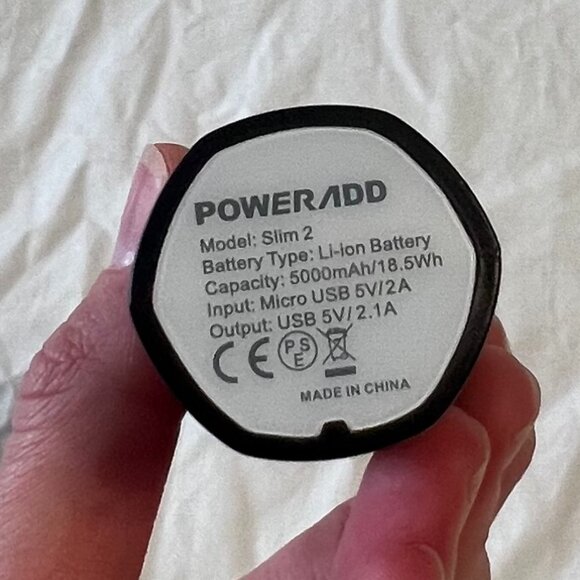 POWERADD
Model: Slim 2
Battery Type: Li-ion Battery
Capacity: 5000mAh/18.5Wh
Input: Micro USB 5V/2A
Output: USB 5V/2.1A
CE PSE
MADE IN CHINA